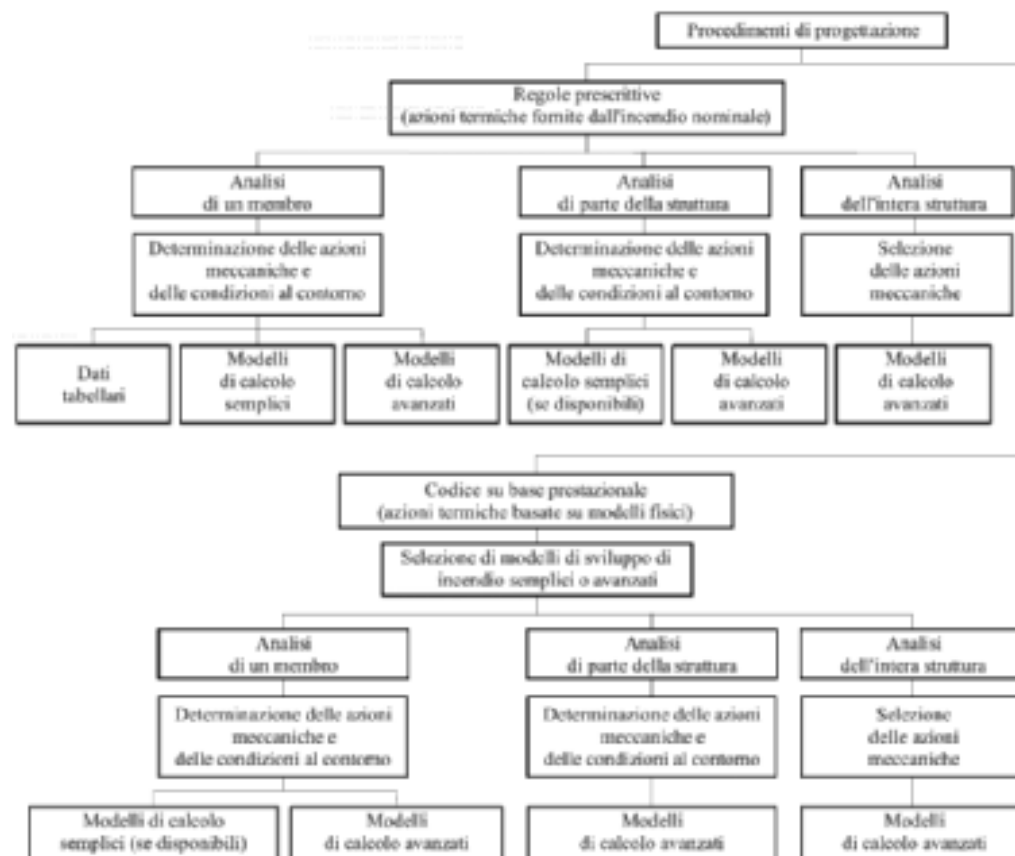 Procedimenti di progettazione
Regole prescrittive
(azioni termiche fornite dall'incendio nominale)
Analisi
di un membro
Analisi
di parte della struttura
Analisi
dell'intera struttura
Determinazione delle azioni
meccaniche e
delle condizioni al contorno
Determinazione delle azioni
meccaniche e
delle condizioni al contorno
Selezione
delle azioni
meccaniche
Dati
tabellari
Modelli
di calcolo
semplici
Modelli
di calcolo
avanzati
Modelli di
calcolo semplici
(se disponibili)
Modelli
di calcolo
avanzati
Modelli
di calcolo
avanzati
Codice su base prestazionale
(azioni termiche basate su modelli fisici)
Selezione di modelli di sviluppo di
incendio semplici o avanzati
Analisi
di un membro
Analisi
di parte della struttura
Analisi
dell'intera struttura
Determinazione delle azioni
meccaniche e
delle condizioni al contorno
Determinazione delle azioni
meccaniche e
delle condizioni al contorno
Selezione
delle azioni
meccaniche
Modelli di calcolo
semplici (se disponibili)
Modelli
di calcolo avanzati
Modelli
di calcolo avanzati
Modelli
di calcolo avanzati